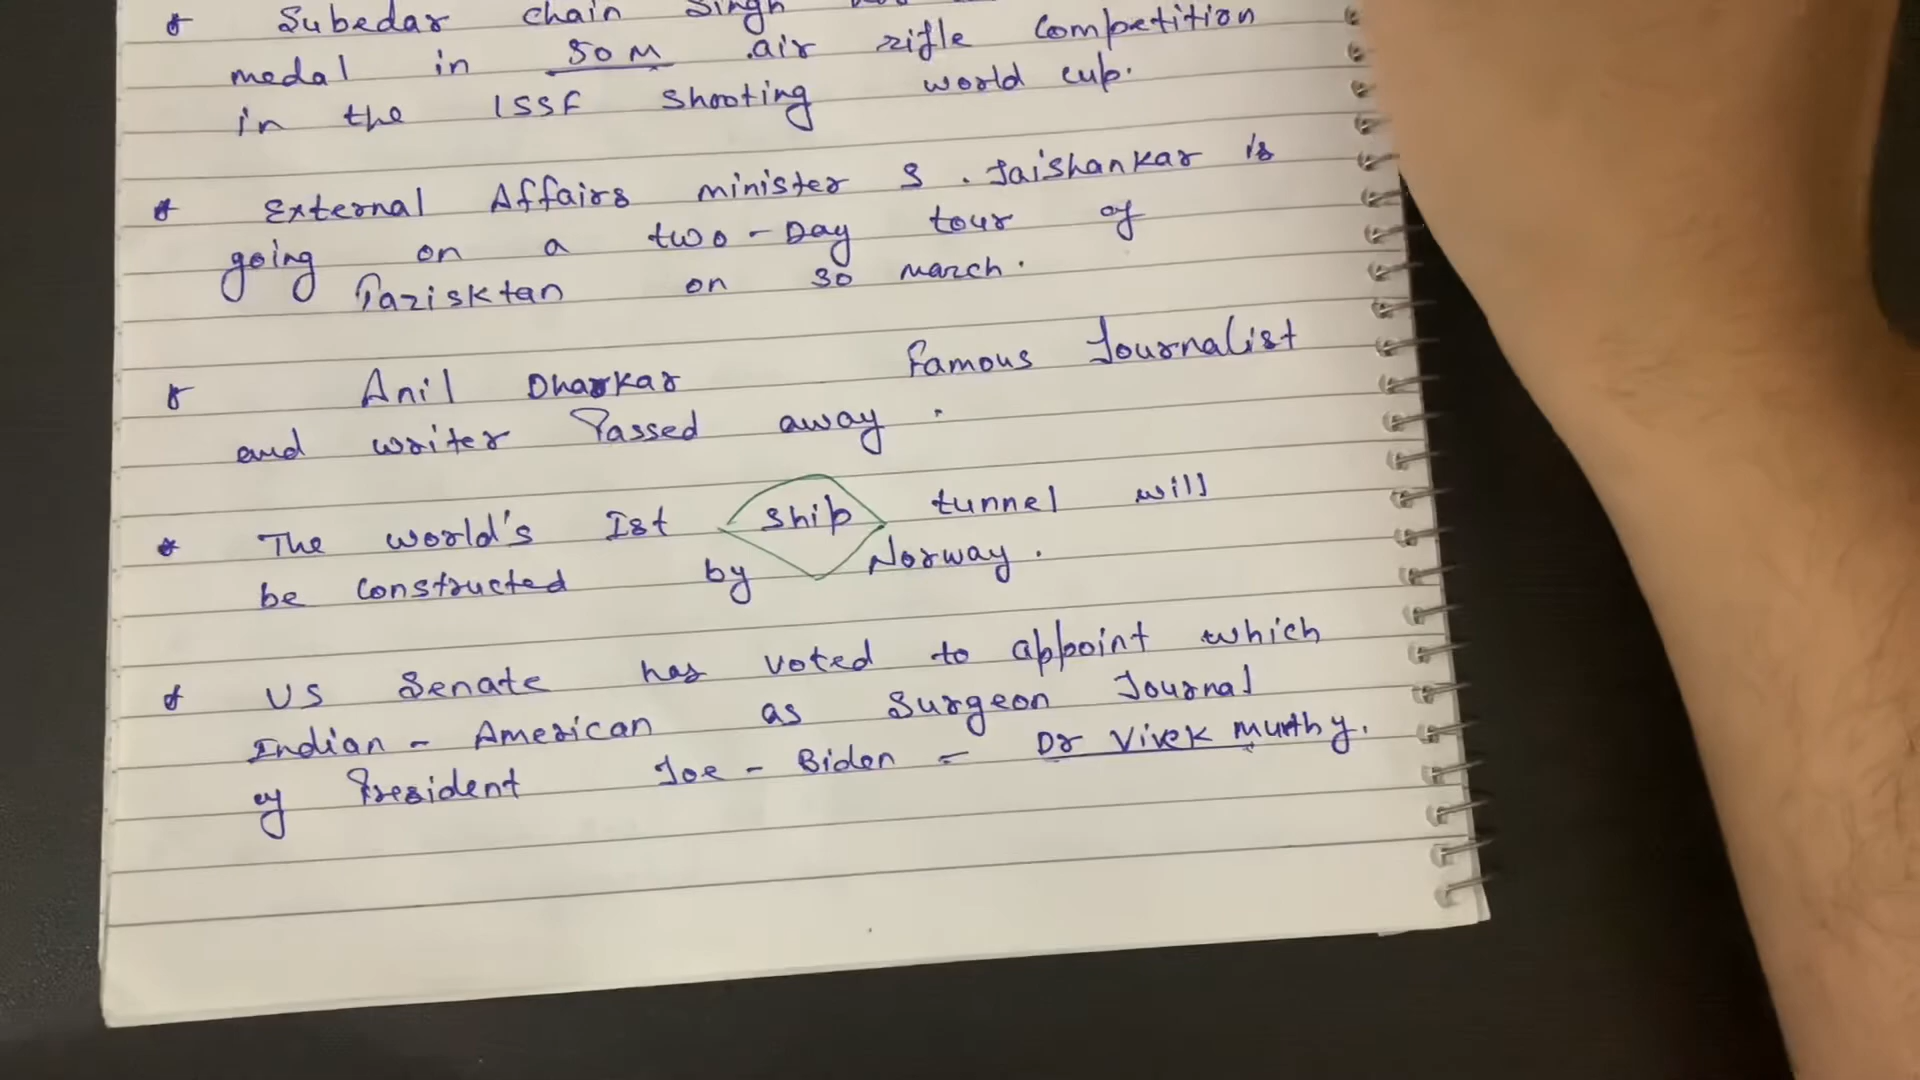 * Subedar Chain Singh
medal in 50 M air rifle Competition
in the ISSF Shooting world cup.
* External Affairs minister S. Jaishankar is
going on a two-Day tour of
Tazisktan on 30 march.
* Anil Dharkar Famous Journalist
and writer Passed away.
* The world's Ist ship tunnel will
be constructed by Norway.
* US Senate has voted to appoint which
Indian-American as Surgeon Journal
of President Joe-Biden = Dr Vivek Murthy.